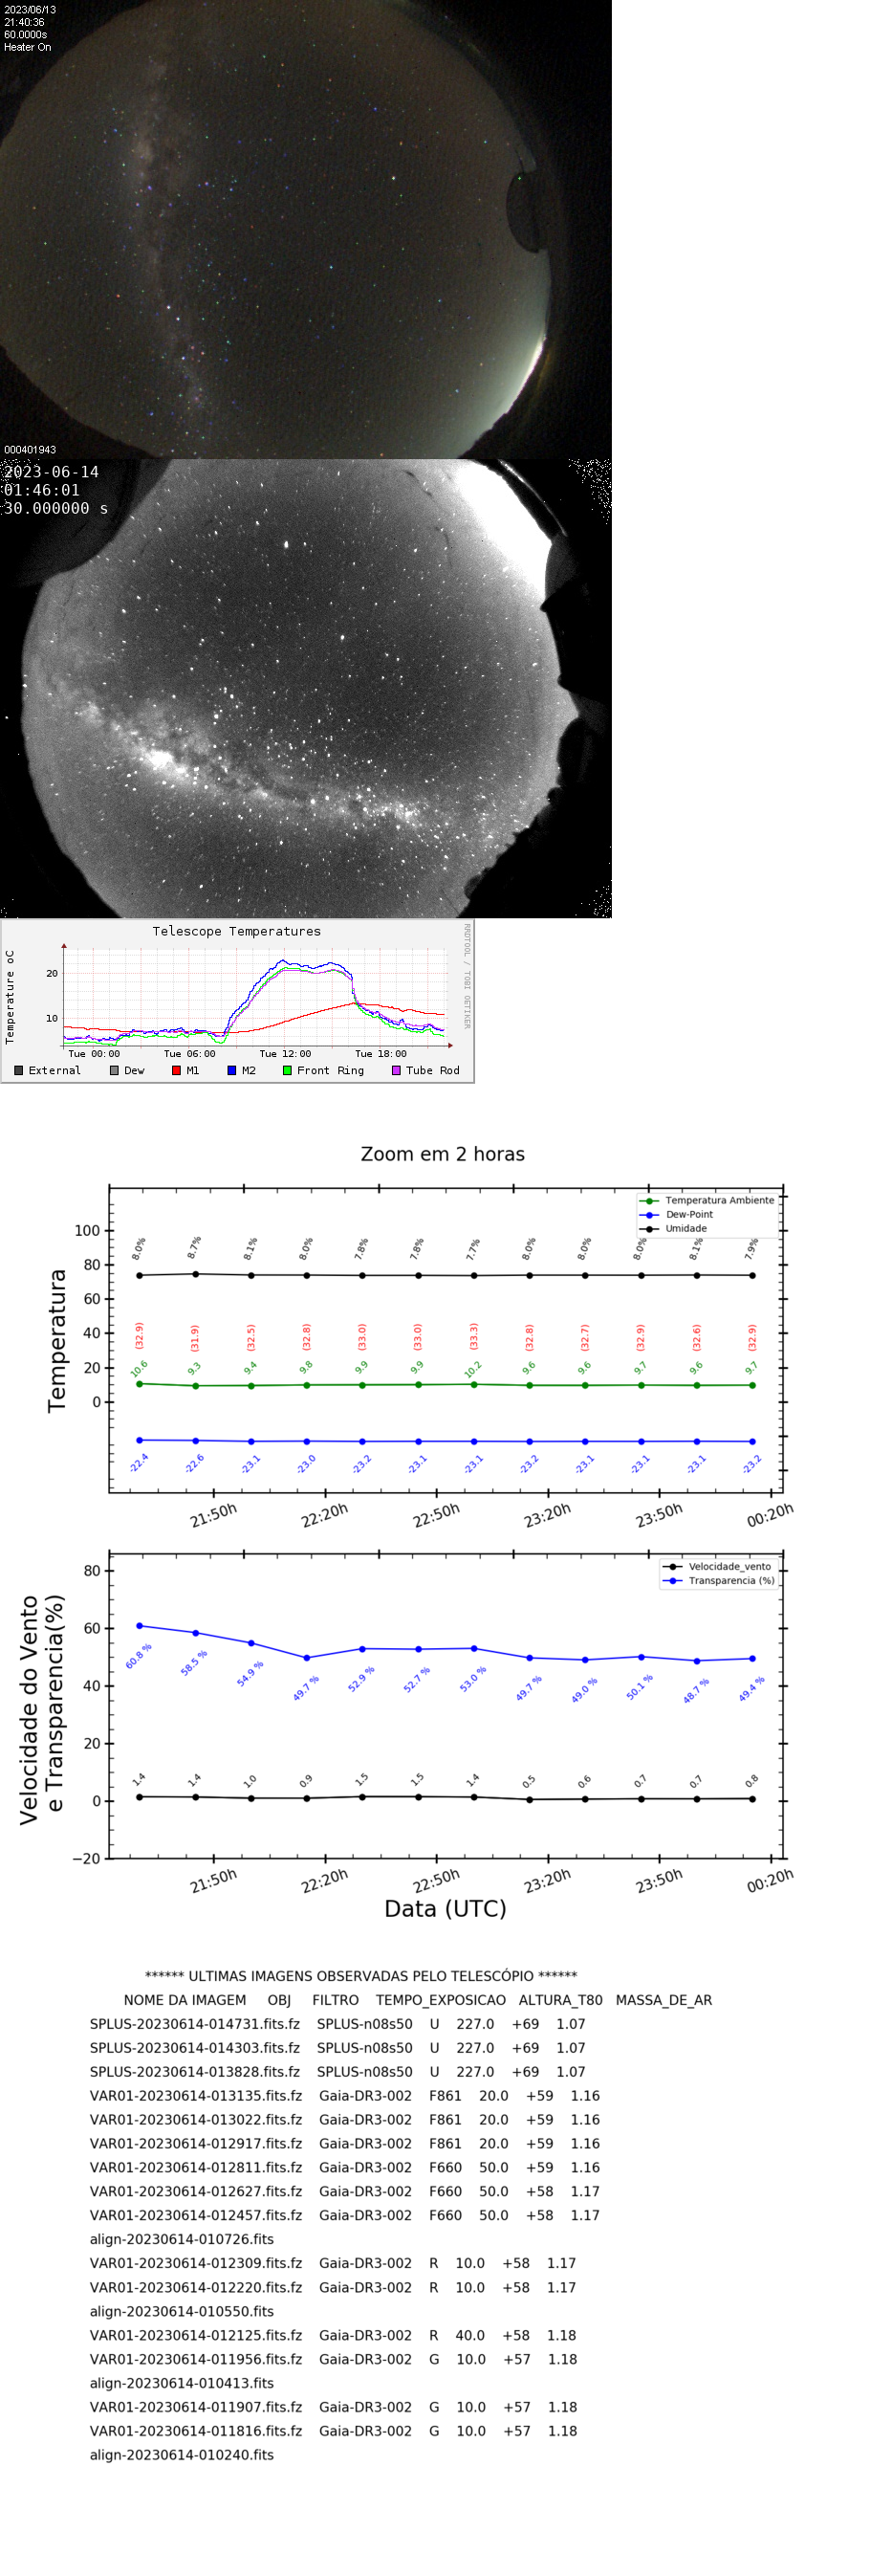 2023/06/13
21:40:36
60.0000s
Heater On
000401943
2023-06-14
01:46:01
30.000000 s
Telescope Temperatures
RRDTOOL / TOBI OETIKER
Temperature oC
20
10
Tue 00:00 Tue 06:00 Tue 12:00 Tue 18:00
External Dew M1 M2 Front Ring Tube Rod
Zoom em 2 horas
Temperatura Ambiente
Dew-Point
Umidade
Temperatura
100
80
60
40
20
0
8.0% 8.7% 8.1% 8.0% 7.8% 7.8% 7.7% 8.0% 8.0% 8.0% 8.1% 7.9%
(32.9) (31.9) (32.5) (32.8) (33.0) (33.0) (33.3) (32.8) (32.7) (32.9) (32.6) (32.9)
10.6 9.3 9.4 9.8 9.9 9.9 10.2 9.6 9.6 9.7 9.6 9.7
-22.4 -22.6 -23.1 -23.0 -23.2 -23.1 -23.1 -23.2 -23.1 -23.1 -23.1 -23.2
21:50h 22:20h 22:50h 23:20h 23:50h 00:20h
Velocidade_vento
Transparencia (%)
Velocidade do Vento
e Transparencia(%)
80
60
40
20
0
−20
60.8 % 58.5 % 54.9 % 49.7 % 52.9 % 52.7 % 53.0 % 49.7 % 49.0 % 50.1 % 48.7 % 49.4 %
1.4 1.4 1.0 0.9 1.5 1.5 1.4 0.5 0.6 0.7 0.7 0.8
21:50h 22:20h 22:50h 23:20h 23:50h 00:20h
Data (UTC)
****** ULTIMAS IMAGENS OBSERVADAS PELO TELESCÓPIO ******
NOME DA IMAGEM OBJ FILTRO TEMPO_EXPOSICAO ALTURA_T80 MASSA_DE_AR
SPLUS-20230614-014731.fits.fz SPLUS-n08s50 U 227.0 +69 1.07
SPLUS-20230614-014303.fits.fz SPLUS-n08s50 U 227.0 +69 1.07
SPLUS-20230614-013828.fits.fz SPLUS-n08s50 U 227.0 +69 1.07
VAR01-20230614-013135.fits.fz Gaia-DR3-002 F861 20.0 +59 1.16
VAR01-20230614-013022.fits.fz Gaia-DR3-002 F861 20.0 +59 1.16
VAR01-20230614-012917.fits.fz Gaia-DR3-002 F861 20.0 +59 1.16
VAR01-20230614-012811.fits.fz Gaia-DR3-002 F660 50.0 +59 1.16
VAR01-20230614-012627.fits.fz Gaia-DR3-002 F660 50.0 +58 1.17
VAR01-20230614-012457.fits.fz Gaia-DR3-002 F660 50.0 +58 1.17
align-20230614-010726.fits
VAR01-20230614-012309.fits.fz Gaia-DR3-002 R 10.0 +58 1.17
VAR01-20230614-012220.fits.fz Gaia-DR3-002 R 10.0 +58 1.17
align-20230614-010550.fits
VAR01-20230614-012125.fits.fz Gaia-DR3-002 R 40.0 +58 1.18
VAR01-20230614-011956.fits.fz Gaia-DR3-002 G 10.0 +57 1.18
align-20230614-010413.fits
VAR01-20230614-011907.fits.fz Gaia-DR3-002 G 10.0 +57 1.18
VAR01-20230614-011816.fits.fz Gaia-DR3-002 G 10.0 +57 1.18
align-20230614-010240.fits